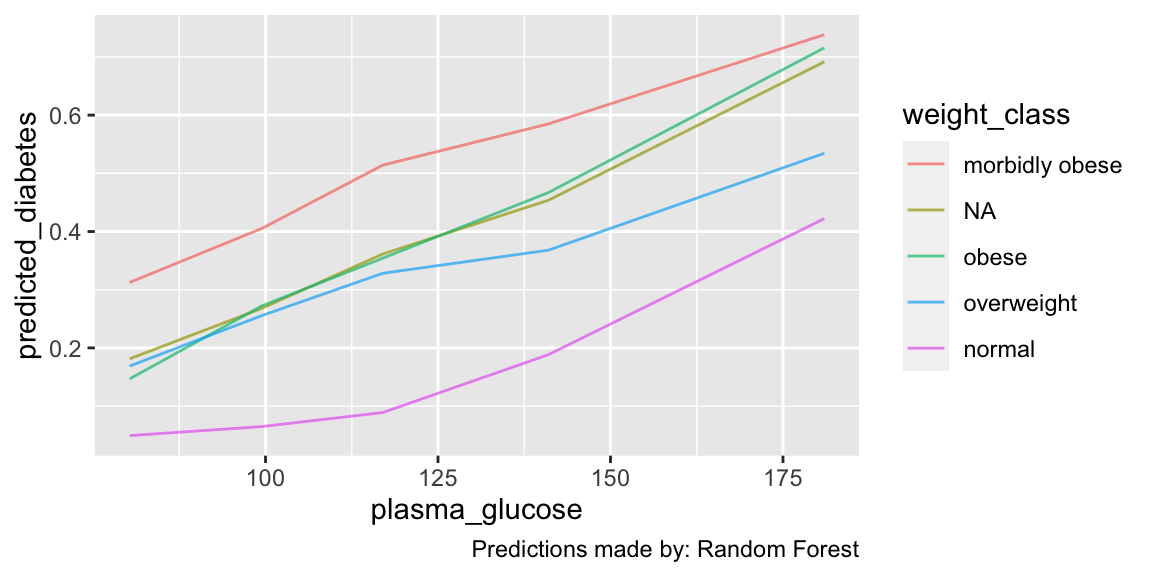 predicted_diabetes
0.6
0.4
0.2
100
125
150
175
plasma_glucose
Predictions made by: Random Forest
weight_class
morbidly obese
NA
obese
overweight
normal